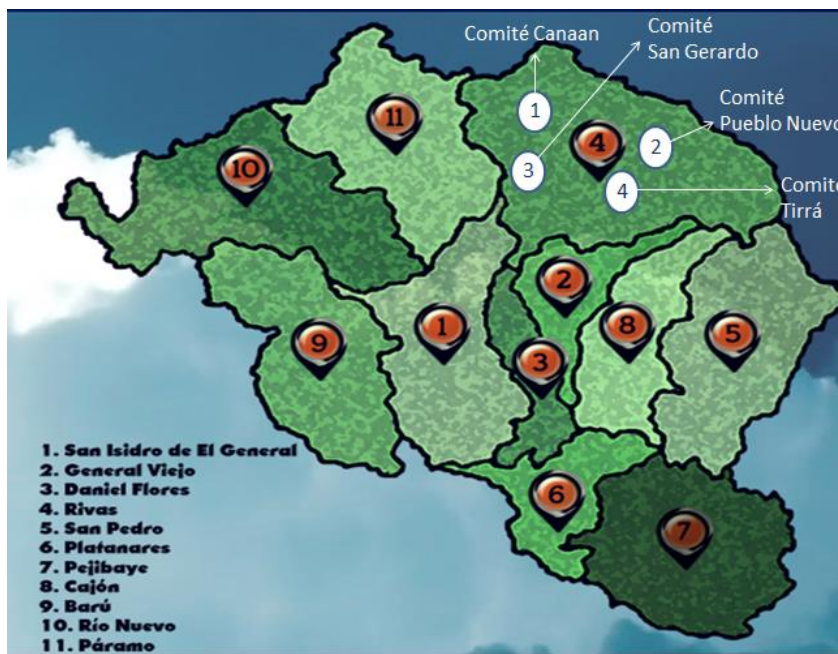 Comité Canaan
Comité
San Gerardo
Comité
Pueblo Nuevo
Comité
Tirrá
1
2
3
4
11
4
10
2
1
8
5
9
3
6
7
1. San Isidro de El General
2. General Viejo
3. Daniel Flores
4. Rivas
5. San Pedro
6. Platanares
7. Pejibaye
8. Cajón
9. Barú
10. Río Nuevo
11. Páramo